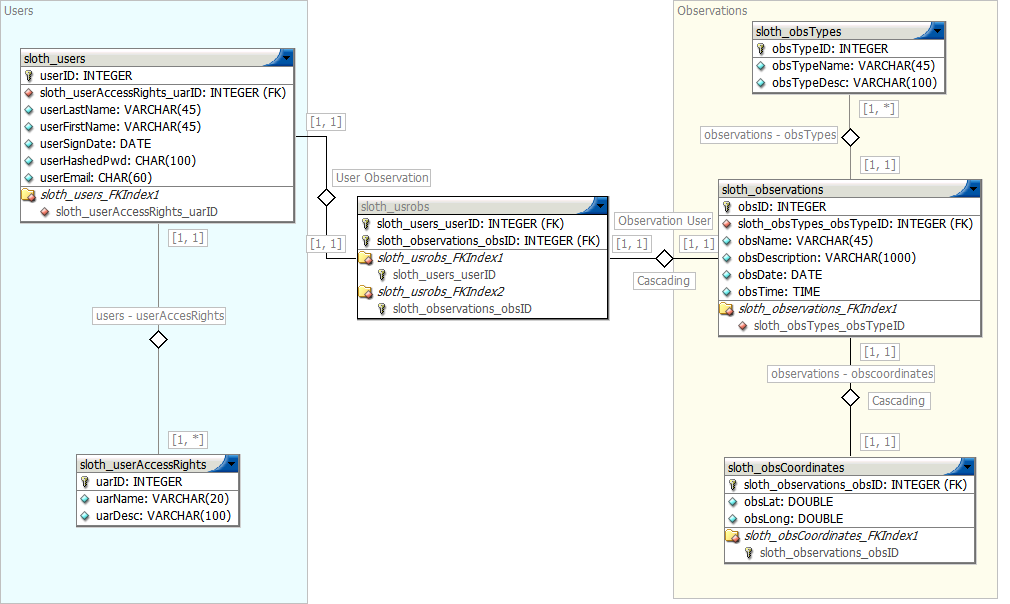 Users
sloth_users
userID: INTEGER
sloth_userAccessRights_uarID: INTEGER (FK)
userLastName: VARCHAR(45)
userFirstName: VARCHAR(45)
userSignDate: DATE
userHashedPwd: CHAR(100)
userEmail: CHAR(60)
sloth_users_FKIndex1
sloth_userAccessRights_uarID
[1, 1]
users - userAccesRights
[1, *]
sloth_userAccessRights
uarID: INTEGER
uarName: VARCHAR(20)
uarDesc: VARCHAR(100)
[1, 1]
User Observation
[1, 1]
sloth_usrobs
sloth_users_userID: INTEGER (FK)
sloth_observations_obsID: INTEGER (FK)
sloth_usrobs_FKIndex1
sloth_users_userID
sloth_usrobs_FKIndex2
sloth_observations_obsID
Observation User
[1, 1] [1, 1]
Cascading
Observations
sloth_obsTypes
obsTypeID: INTEGER
obsTypeName: VARCHAR(45)
obsTypeDesc: VARCHAR(100)
[1, *]
observations - obsTypes
[1, 1]
sloth_observations
obsID: INTEGER
sloth_obsTypes_obsTypeID: INTEGER (FK)
obsName: VARCHAR(45)
obsDescription: VARCHAR(1000)
obsDate: DATE
obsTime: TIME
sloth_observations_FKIndex1
sloth_obsTypes_obsTypeID
[1, 1]
observations - obscoordinates
Cascading
[1, 1]
sloth_obsCoordinates
sloth_observations_obsID: INTEGER (FK)
obsLat: DOUBLE
obsLong: DOUBLE
sloth_obsCoordinates_FKIndex1
sloth_observations_obsID